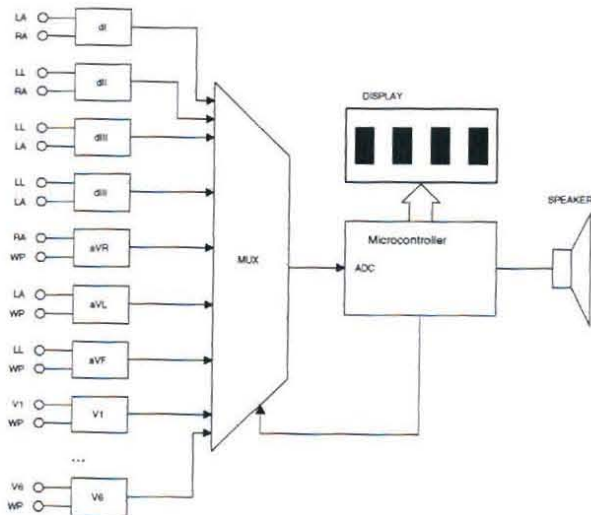 LA
RA
dI
LL
RA
dII
LL
LA
dIII
LL
LA
dIII
RA
WP
aVR
LA
WP
aVL
LL
WP
aVF
V1
WP
V1
...
V6
WP
V6
MUX
DISPLAY
Microcontroller
ADC
SPEAKER